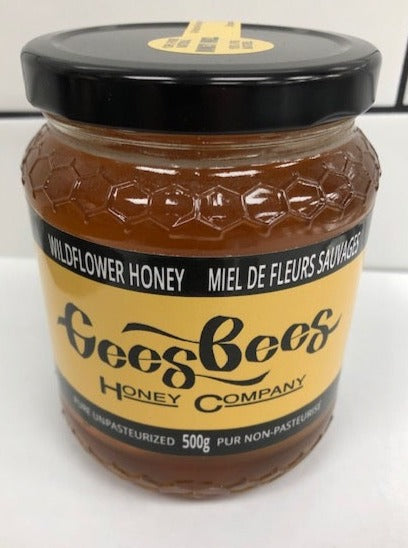 WILDFLOWER HONEY MIEL DE FLEURS SAUVAGES
GeesBees
HONEY COMPANY
PURE UNPASTEURIZED 500g PUR NON-PASTEURISÉ